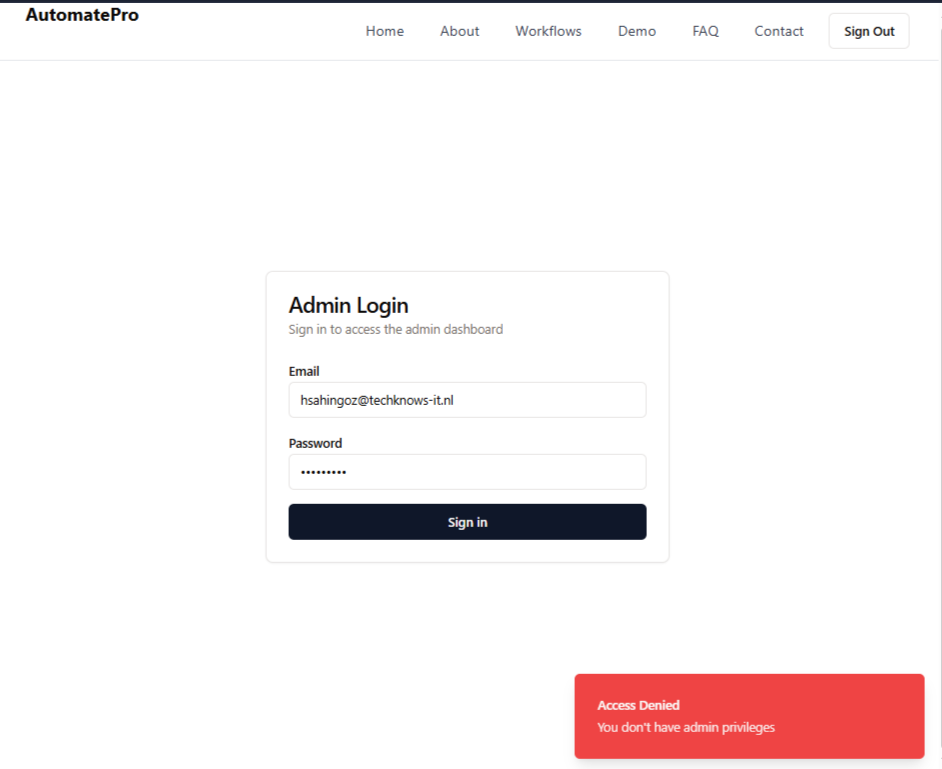 AutomatePro
Home About Workflows Demo FAQ Contact Sign Out
Admin Login
Sign in to access the admin dashboard
Email
hsahingoz@techknows-it.nl
Password
•••••••••
Sign in
Access Denied
You don't have admin privileges